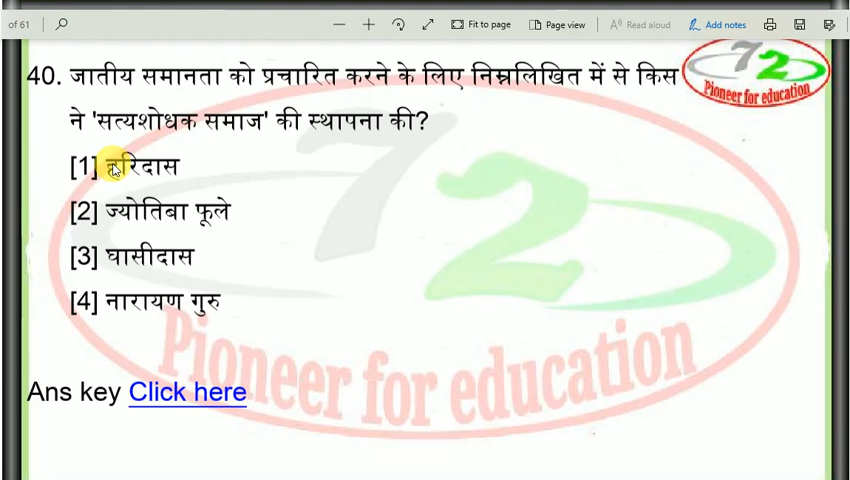 of 61
Fit to page
Page view
Read aloud
Add notes
40. जातीय समानता को प्रचारित करने के लिए निम्नलिखित में से किस
ने 'सत्यशोधक समाज' की स्थापना की?
[1] हरिदास
[2] ज्योतिबा फूले
[3] घासीदास
[4] नारायण गुरु
Ans key Click here
72
Pioneer for education
72
Pioneer for education